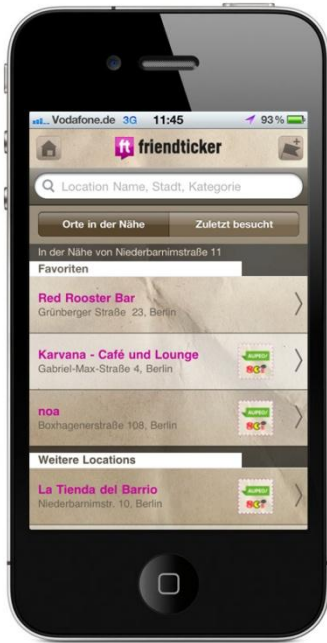 Vodafone.de 3G 11:45 93 %
ft friendticker
Location Name, Stadt, Kategorie
Orte in der Nähe Zuletzt besucht
In der Nähe von Niederbarnimstraße 11
Favoriten
Red Rooster Bar
Grünberger Straße 23, Berlin
Karvana - Café und Lounge
Gabriel-Max-Straße 4, Berlin
noa
Boxhagenerstraße 108, Berlin
Weitere Locations
La Tienda del Barrio
Niederbarnimstr. 10, Berlin